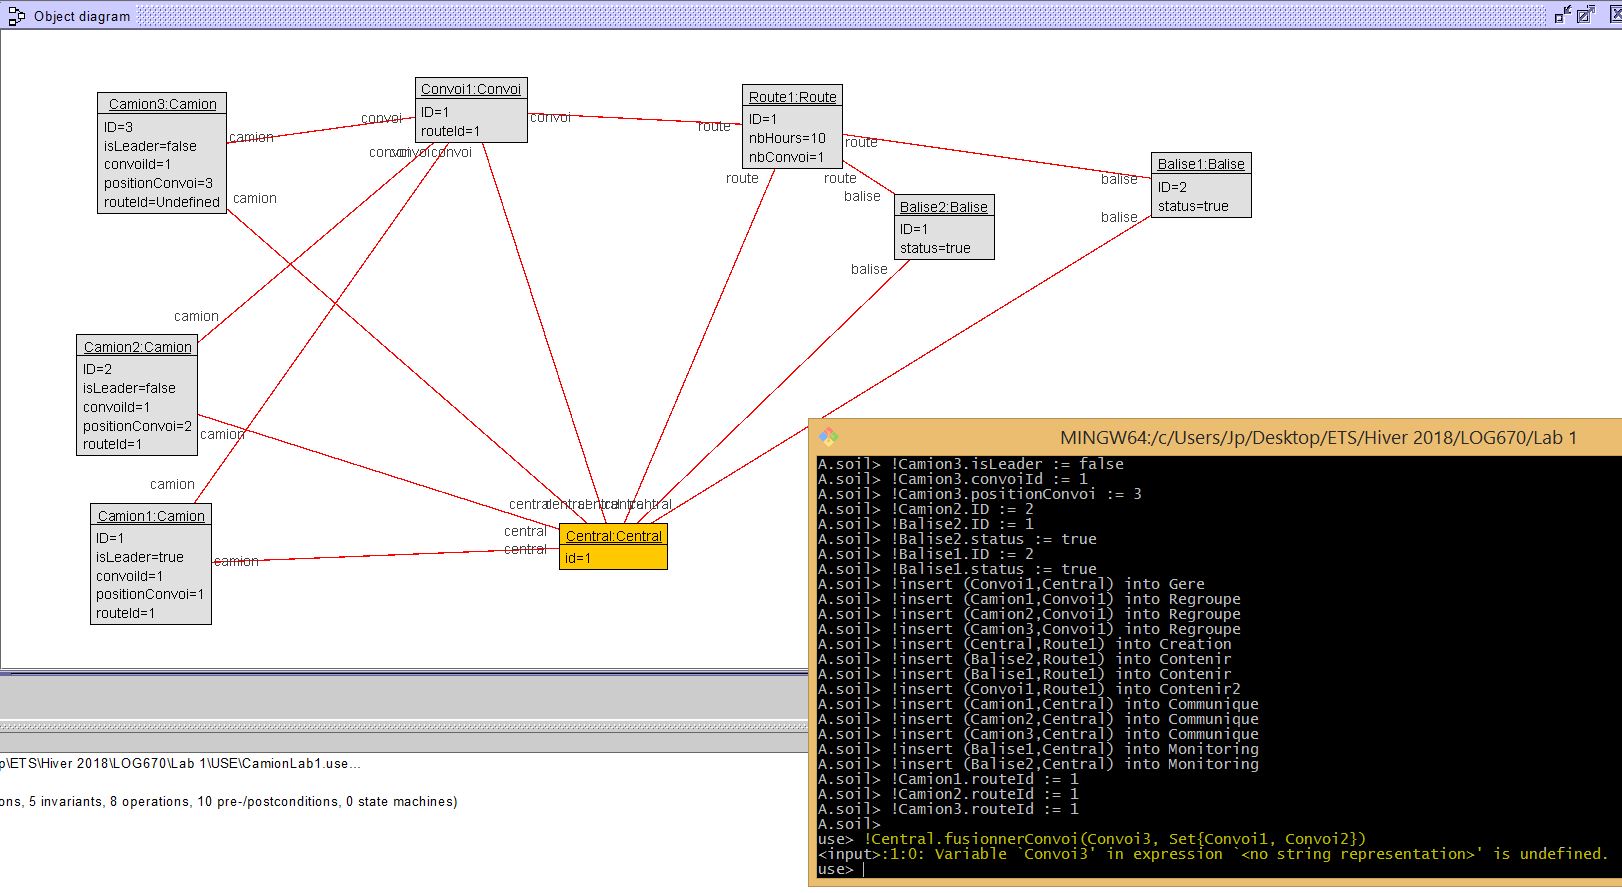 Object diagram
Camion3:Camion
ID=3
isLeader=false
convoiId=1
positionConvoi=3
routeId=Undefined
camion
camion
Convoi1:Convoi
ID=1
routeId=1
convoi
convoi
convoi
convoi
convoi
Route1:Route
ID=1
nbHours=10
nbConvoi=1
route
route
route
route
Balise1:Balise
ID=2
status=true
balise
balise
Balise2:Balise
ID=1
status=true
balise
balise
camion
Camion2:Camion
ID=2
isLeader=false
convoiId=1
positionConvoi=2
routeId=1
camion
camion
Camion1:Camion
ID=1
isLeader=true
convoiId=1
positionConvoi=1
routeId=1
camion
central
central
central
central
central
central
central
Central:Central
id=1
p\ETS\Hiver 2018\LOG670\Lab 1\USE\CamionLab1.use...
ons, 5 invariants, 8 operations, 10 pre-/postconditions, 0 state machines)
MINGW64:/c/Users/Jp/Desktop/ETS/Hiver 2018/LOG670/Lab 1
A.soil> !Camion3.isLeader := false
A.soil> !Camion3.convoiId := 1
A.soil> !Camion3.positionConvoi := 3
A.soil> !Camion2.ID := 2
A.soil> !Balise2.ID := 1
A.soil> !Balise2.status := true
A.soil> !Balise1.ID := 2
A.soil> !Balise1.status := true
A.soil> !insert (Convoi1,Central) into Gere
A.soil> !insert (Camion1,Convoi1) into Regroupe
A.soil> !insert (Camion2,Convoi1) into Regroupe
A.soil> !insert (Camion3,Convoi1) into Regroupe
A.soil> !insert (Central,Route1) into Creation
A.soil> !insert (Balise2,Route1) into Contenir
A.soil> !insert (Balise1,Route1) into Contenir
A.soil> !insert (Convoi1,Route1) into Contenir2
A.soil> !insert (Camion1,Central) into Communique
A.soil> !insert (Camion2,Central) into Communique
A.soil> !insert (Camion3,Central) into Communique
A.soil> !insert (Balise1,Central) into Monitoring
A.soil> !insert (Balise2,Central) into Monitoring
A.soil> !Camion1.routeId := 1
A.soil> !Camion2.routeId := 1
A.soil> !Camion3.routeId := 1
A.soil>
use> !Central.fusionnerConvoi(Convoi3, Set{Convoi1, Convoi2})
<input>:1:0: Variable `Convoi3' in expression `<no string representation>' is undefined.
use>